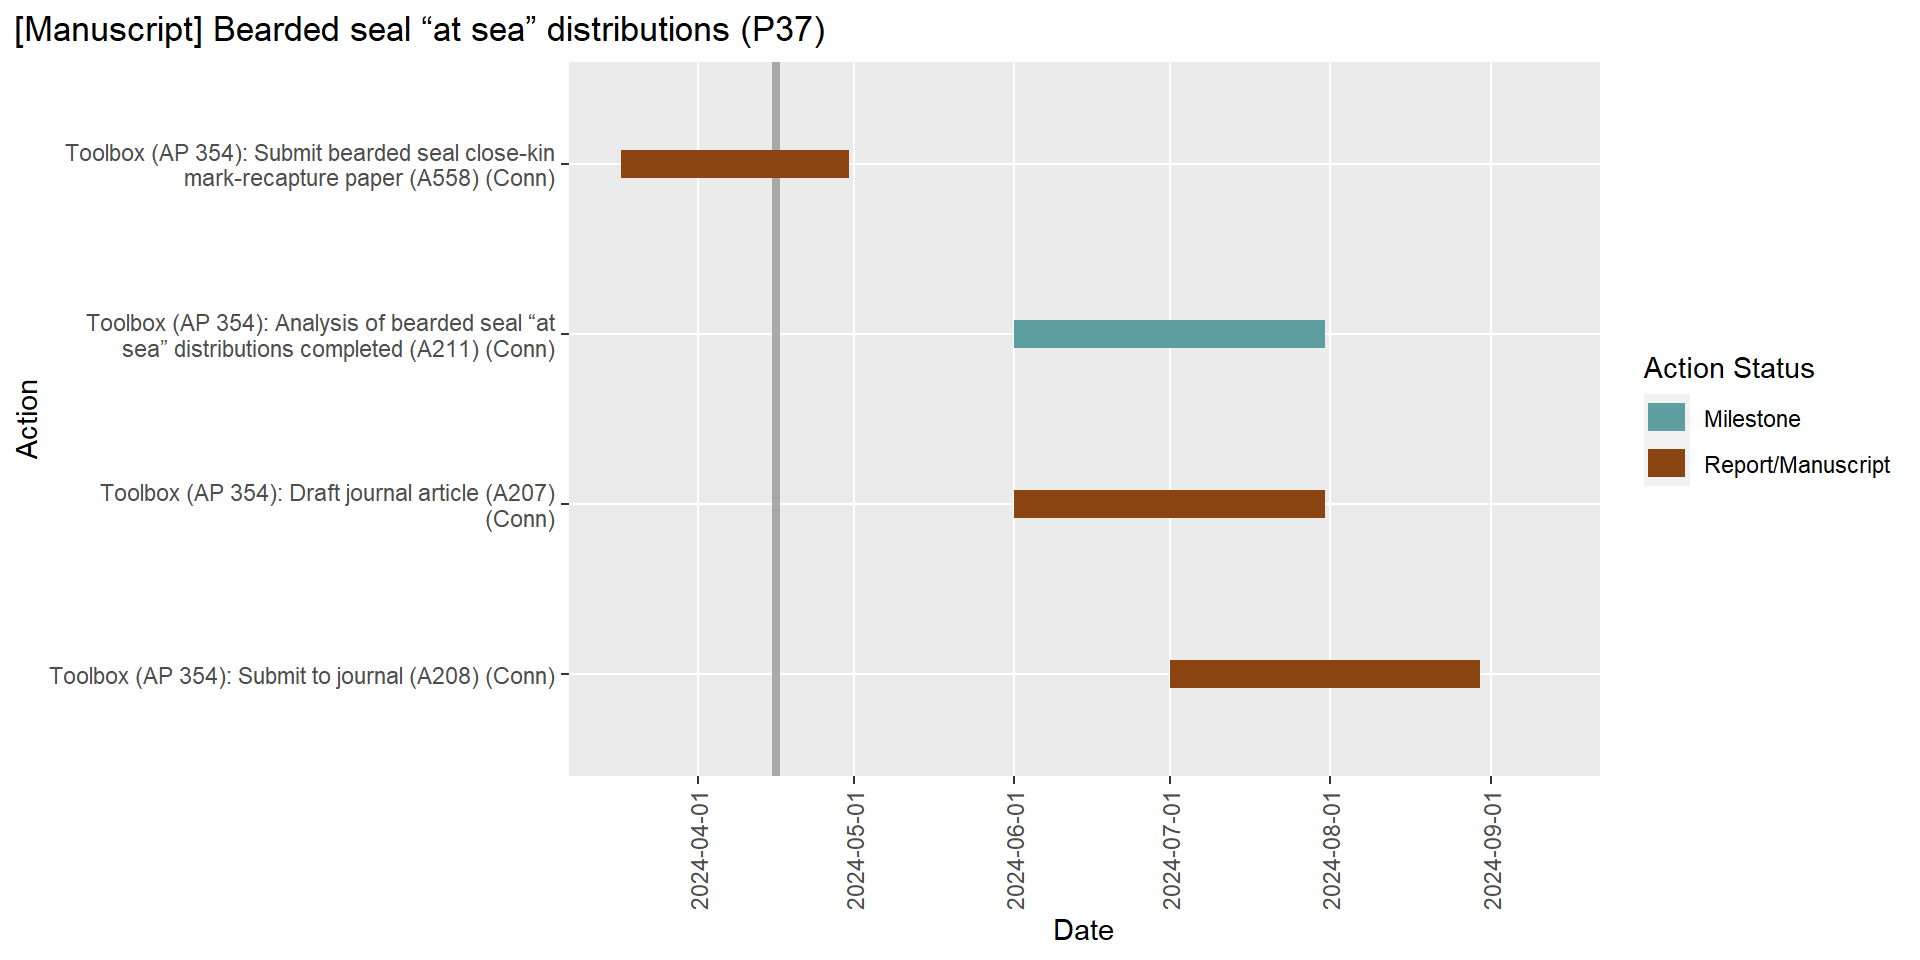 [Manuscript] Bearded seal “at sea” distributions (P37)
Toolbox (AP 354): Submit bearded seal close-kin
mark-recapture paper (A558) (Conn)
Toolbox (AP 354): Analysis of bearded seal “at
sea” distributions completed (A211) (Conn)
Toolbox (AP 354): Draft journal article (A207)
(Conn)
Toolbox (AP 354): Submit to journal (A208) (Conn)
Action
2024-04-01
2024-05-01
2024-06-01
2024-07-01
2024-08-01
2024-09-01
Date
Action Status
Milestone
Report/Manuscript